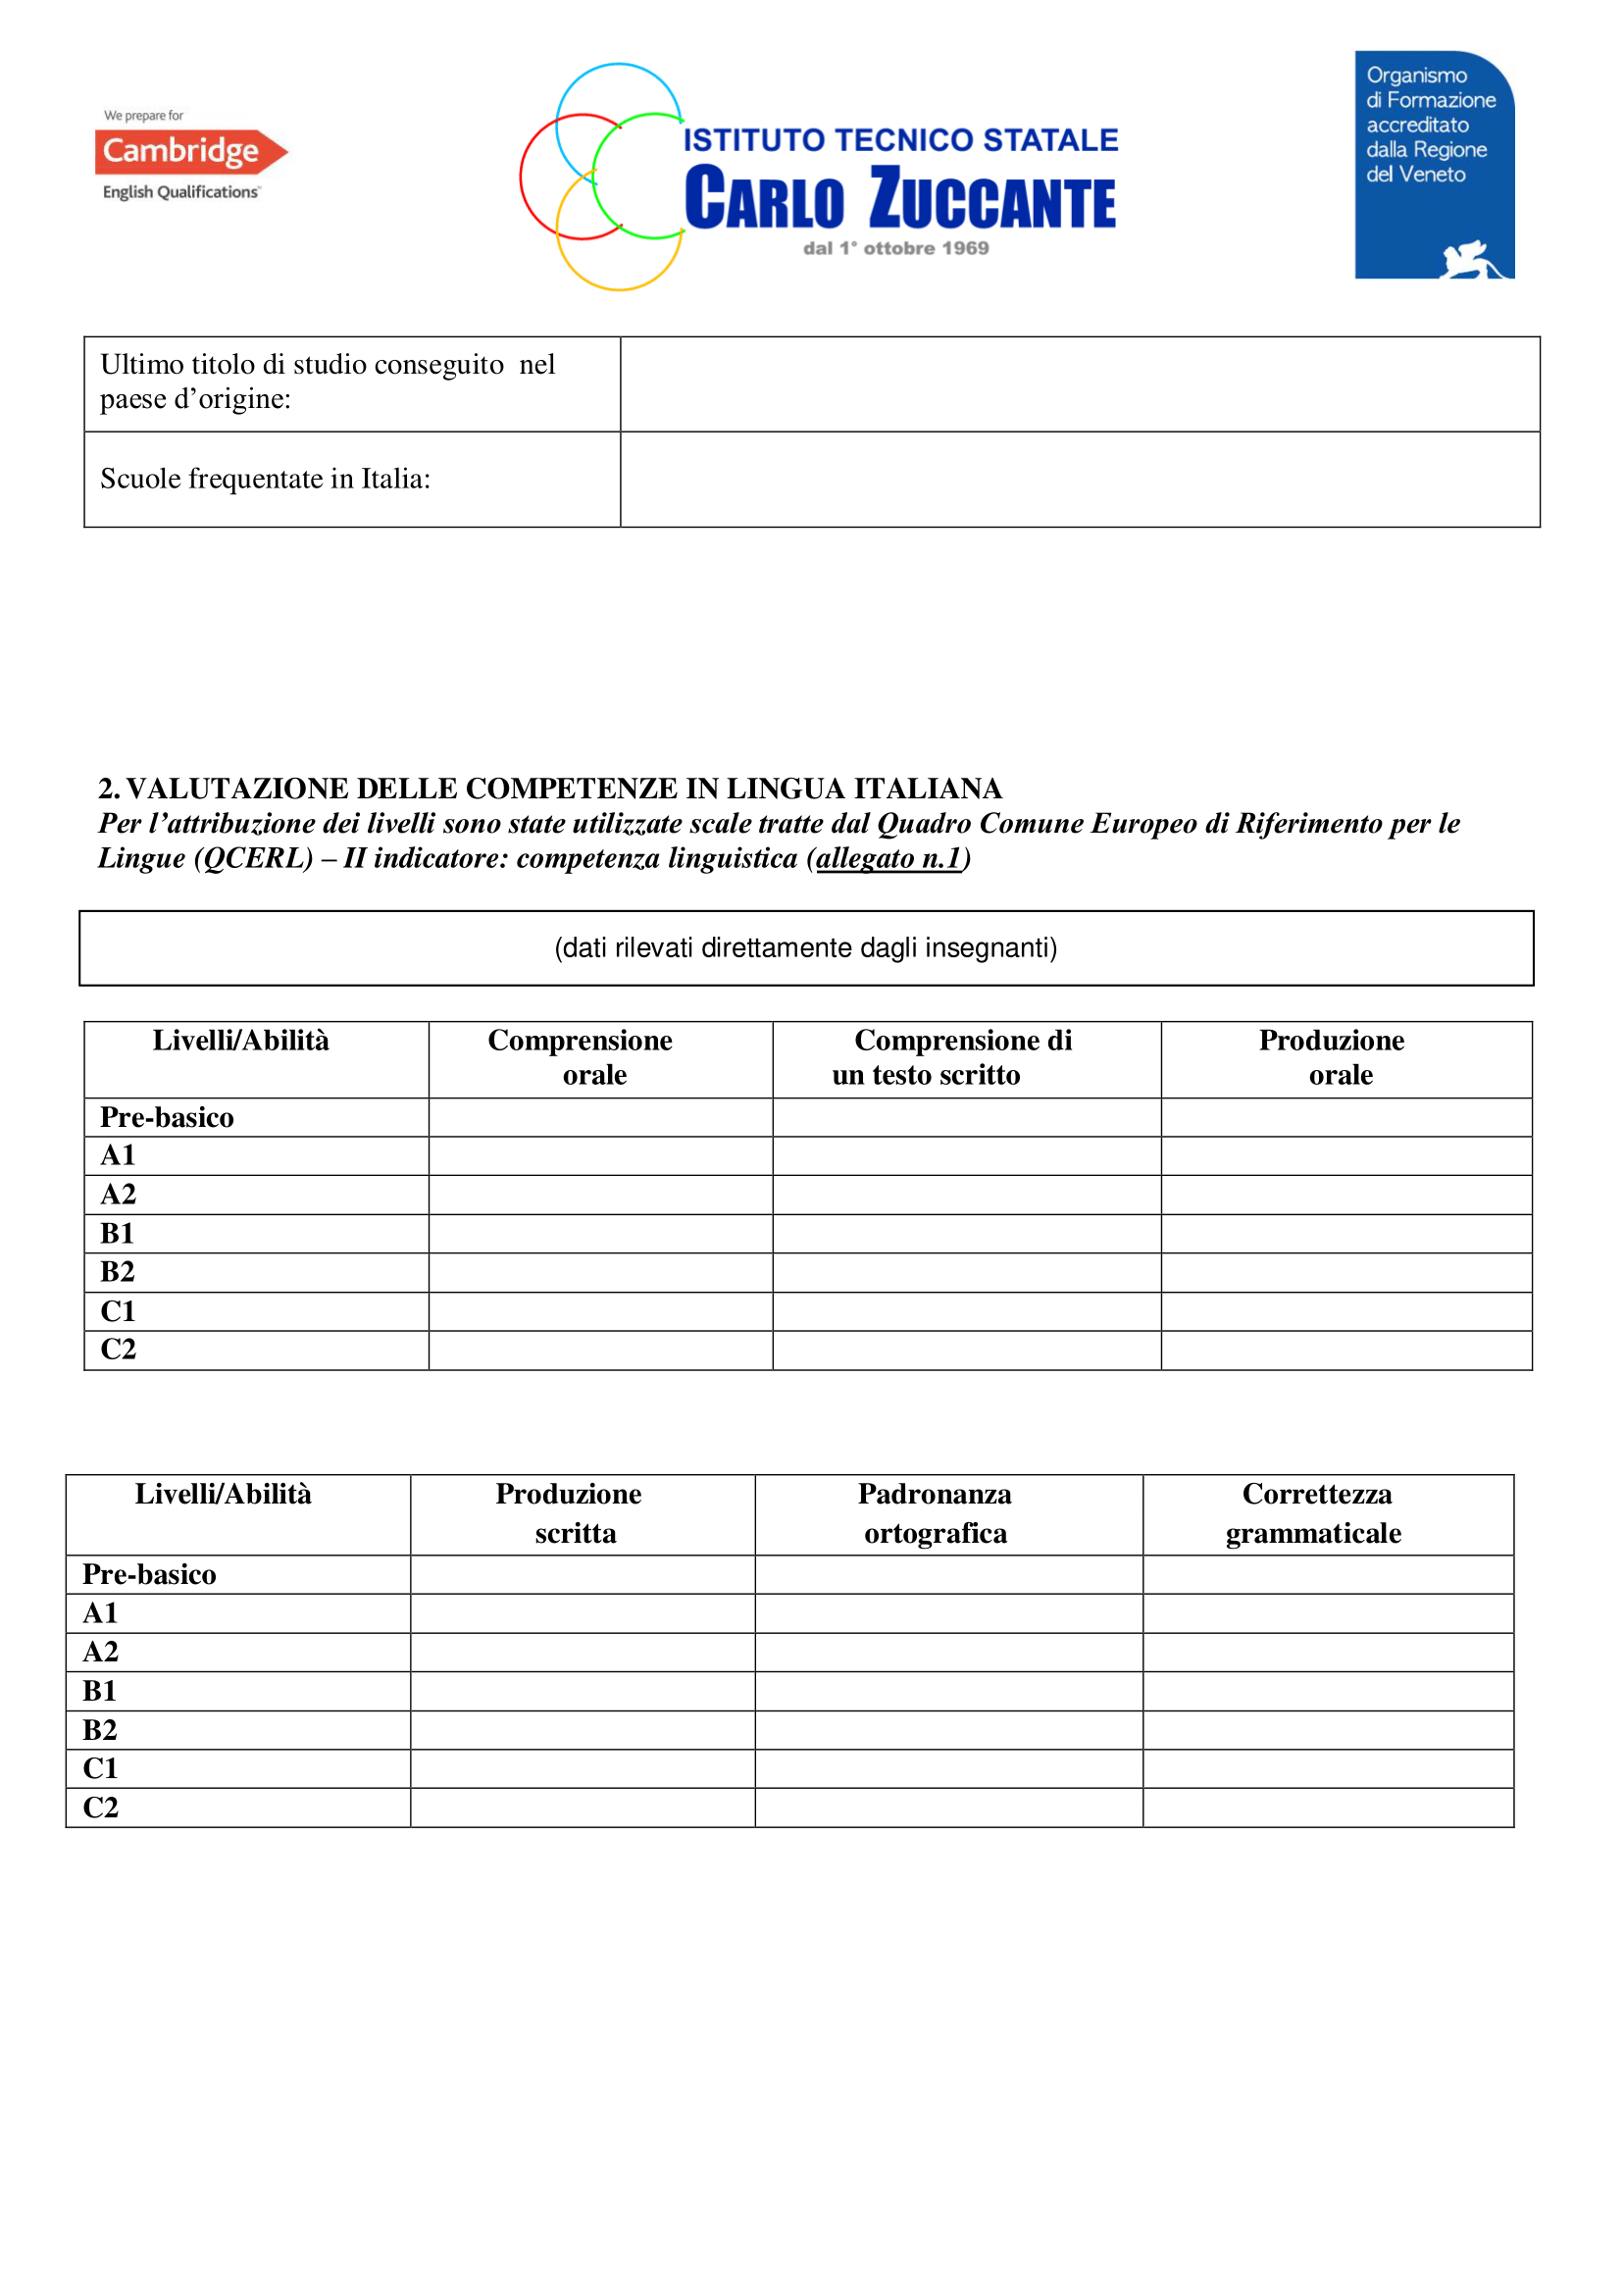 We prepare for
Cambridge
English Qualifications™
ISTITUTO TECNICO STATALE
CARLO ZUCCANTE
dal 1° ottobre 1969
Organismo
di Formazione
accreditato
dalla Regione
del Veneto
Ultimo titolo di studio conseguito  nel
paese d’origine:
Scuole frequentate in Italia:
2. VALUTAZIONE DELLE COMPETENZE IN LINGUA ITALIANA
Per l’attribuzione dei livelli sono state utilizzate scale tratte dal Quadro Comune Europeo di Riferimento per le
Lingue (QCERL) – II indicatore: competenza linguistica (allegato n.1)
(dati rilevati direttamente dagli insegnanti)
Livelli/Abilità Comprensione Comprensione di Produzione
orale un testo scritto orale
Pre-basico
A1
A2
B1
B2
C1
C2
Livelli/Abilità Produzione Padronanza Correttezza
scritta ortografica grammaticale
Pre-basico
A1
A2
B1
B2
C1
C2